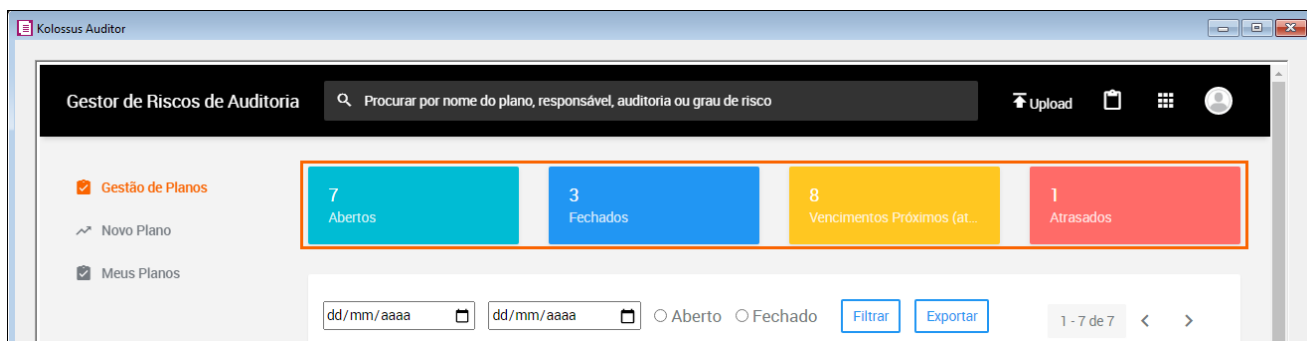 Kolossus Auditor
Gestor de Riscos de Auditoria
Procurar por nome do plano, responsável, auditoria ou grau de risco
Upload
Gestão de Planos
Novo Plano
Meus Planos
7
Abertos
3
Fechados
8
Vencimentos Próximos (at...
1
Atrasados
dd/mm/aaaa
dd/mm/aaaa
Aberto
Fechado
Filtrar
Exportar
1 - 7 de 7